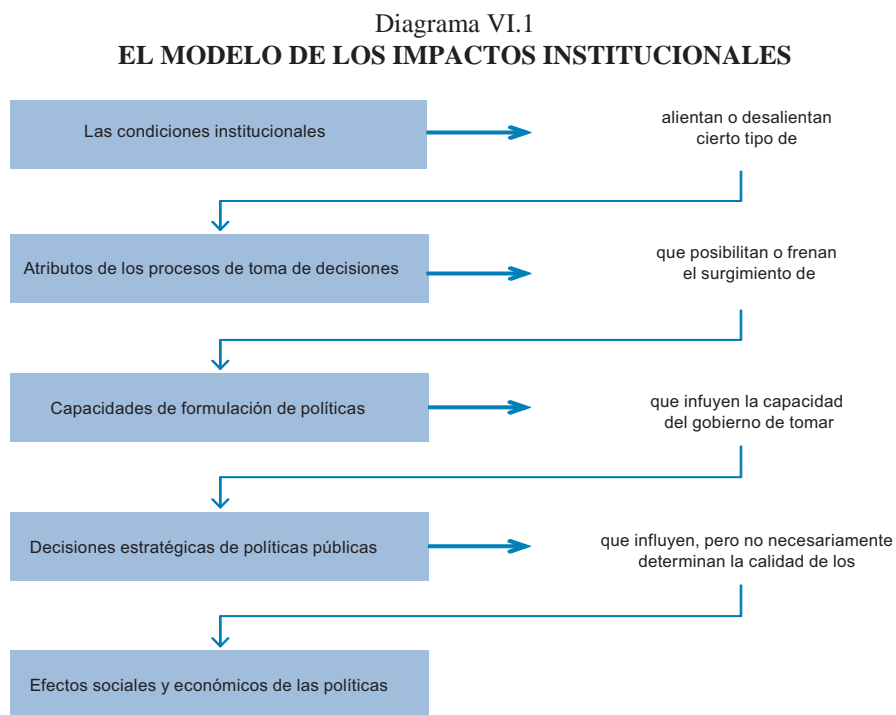 Diagrama VI.1
EL MODELO DE LOS IMPACTOS INSTITUCIONALES
Las condiciones institucionales
alientan o desalientan
cierto tipo de
Atributos de los procesos de toma de decisiones
que posibilitan o frenan
el surgimiento de
Capacidades de formulación de políticas
que infuyen la capacidad
del gobierno de tomar
Decisiones estratégicas de políticas públicas
que influyen, pero no necesariamente
determinan la calidad de los
Efectos sociales y económicos de las políticas